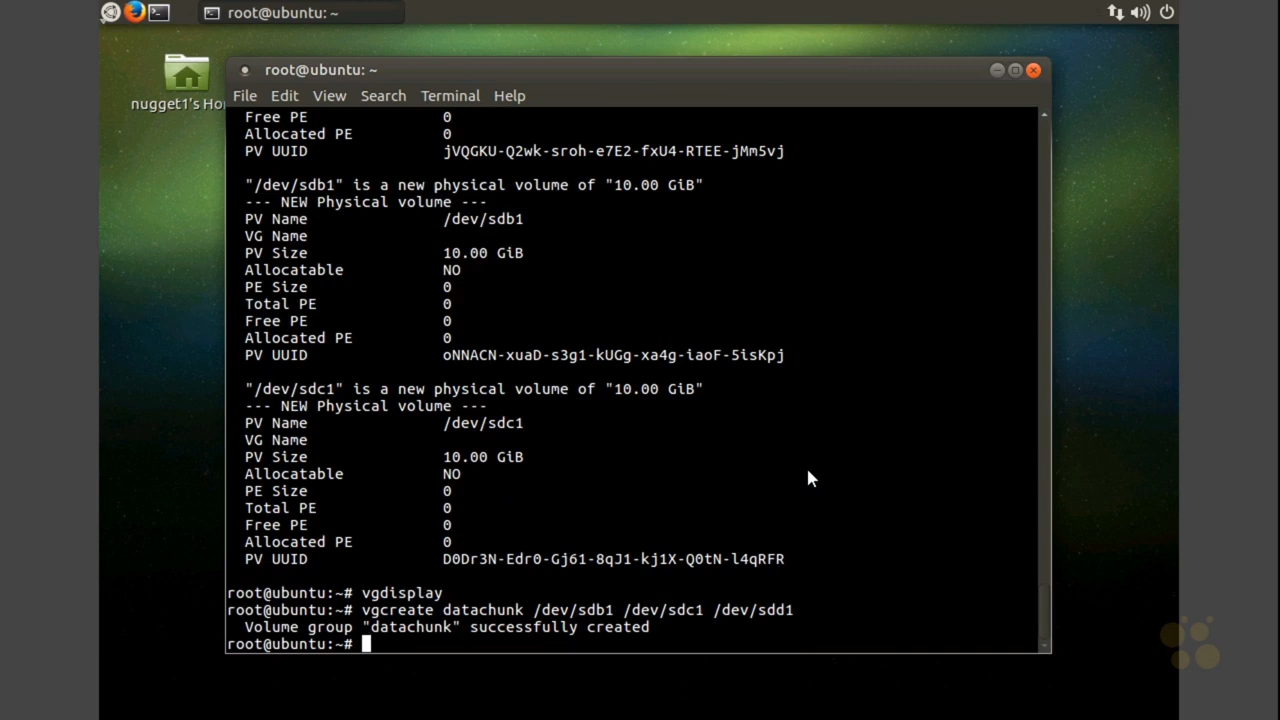 root@ubuntu: ~
root@ubuntu: ~
nugget1's Ho
File Edit View Search Terminal Help
Free PE 0
Allocated PE 0
PV UUID jVQGKU-Q2wk-sroh-e7E2-fxU4-RTEE-jMm5vj
"/dev/sdb1" is a new physical volume of "10.00 GiB"
--- NEW Physical volume ---
PV Name /dev/sdb1
VG Name
PV Size 10.00 GiB
Allocatable NO
PE Size 0
Total PE 0
Free PE 0
Allocated PE 0
PV UUID oNNACN-xuaD-s3g1-kUGg-xa4g-iaoF-5isKpj
"/dev/sdc1" is a new physical volume of "10.00 GiB"
--- NEW Physical volume ---
PV Name /dev/sdc1
VG Name
PV Size 10.00 GiB
Allocatable NO
PE Size 0
Total PE 0
Free PE 0
Allocated PE 0
PV UUID D0Dr3N-Edr0-Gj61-8qJ1-kj1X-Q0tN-l4qRFR
root@ubuntu:~# vgdisplay
root@ubuntu:~# vgcreate datachunk /dev/sdb1 /dev/sdc1 /dev/sdd1
Volume group "datachunk" successfully created
root@ubuntu:~#